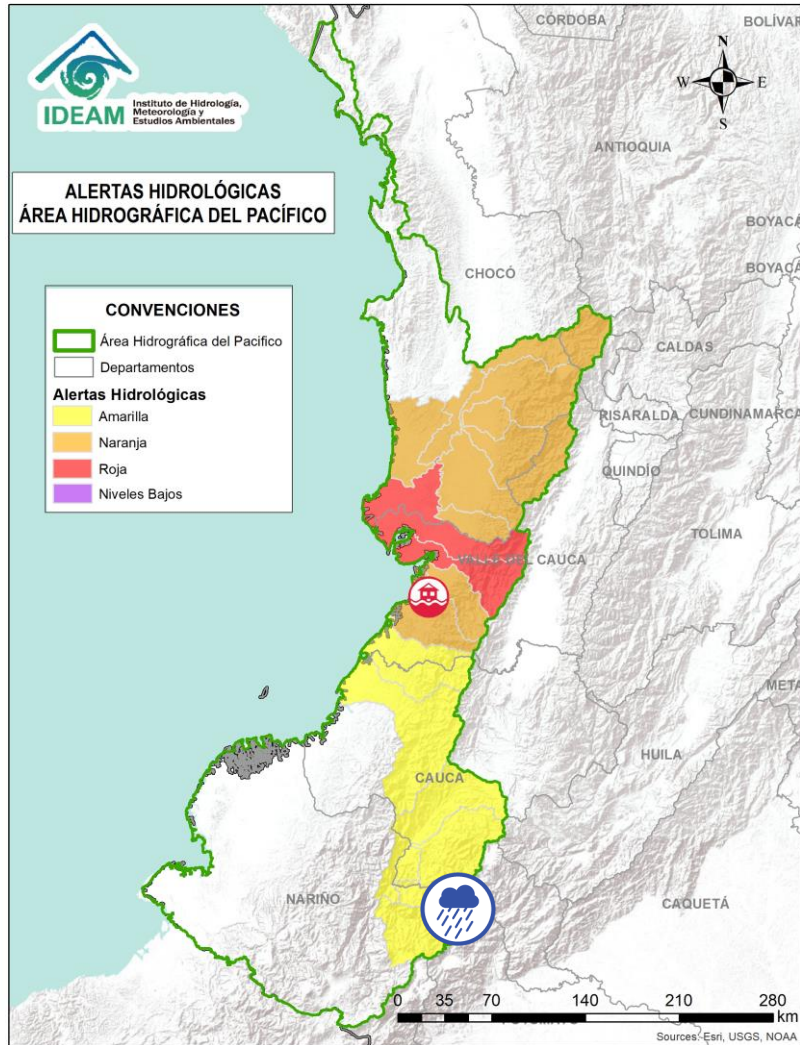 IDEAM
Instituto de Hidrología,
Meteorología y
Estudios Ambientales
ALERTAS HIDROLÓGICAS
ÁREA HIDROGRÁFICA DEL PACÍFICO
CONVENCIONES
Área Hidrográfica del Pacifico
Departamentos
Alertas Hidrológicas
Amarilla
Naranja
Roja
Niveles Bajos
N
W E
S
CÓRDOBA
BOLÍVAR
ANTIOQUIA
BOYACÁ
BOYACÁ
CHOCÓ
CALDAS
RISARALDA
CUNDINAMARCA
QUINDÍO
TOLIMA
VALLE DEL CAUCA
META
HUILA
CAUCA
NARIÑO
CAQUETÁ
0 35 70 140 210 280
km
Sources: Esri, USGS, NOAA